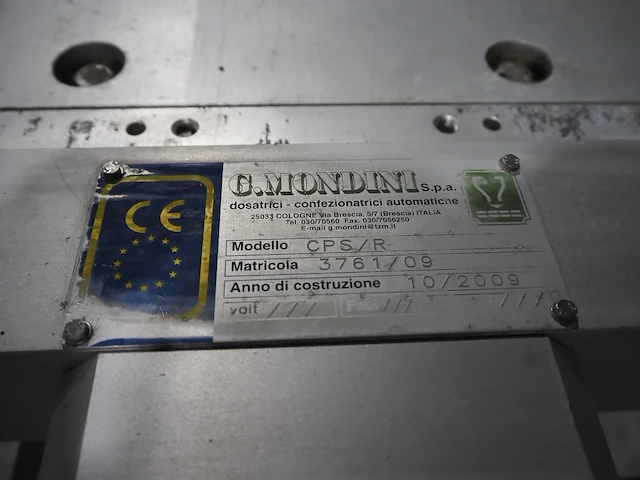 CE
G.MONDINI S.p.a.
dosatrici - confezionatrici automatiche
25033 COLOGNE Via Brescia, 5/7 (Brescia) ITALIA
Tel. 030/70560 Fax. 030/7056250
E-mail g.mondini@tzm.it
Modello CPS/R
Matricola 3761/09
Anno di costruzione 10/2009
volt /// ///  ///